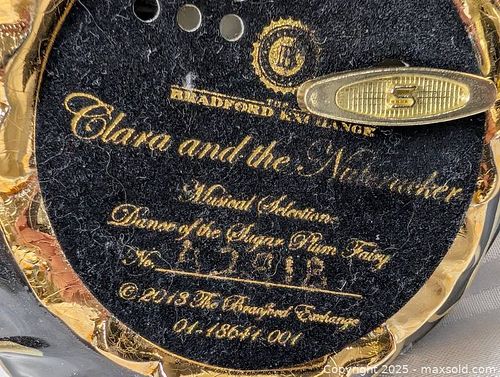 THE
BRADFORD EXCHANGE
Clara and the Nutcracker
Musical Selection:
Dance of the Sugar Plum Fairy
No.
© 2013 The Bradford Exchange
01-18641-001
Copyright 2025 - maxsold.com